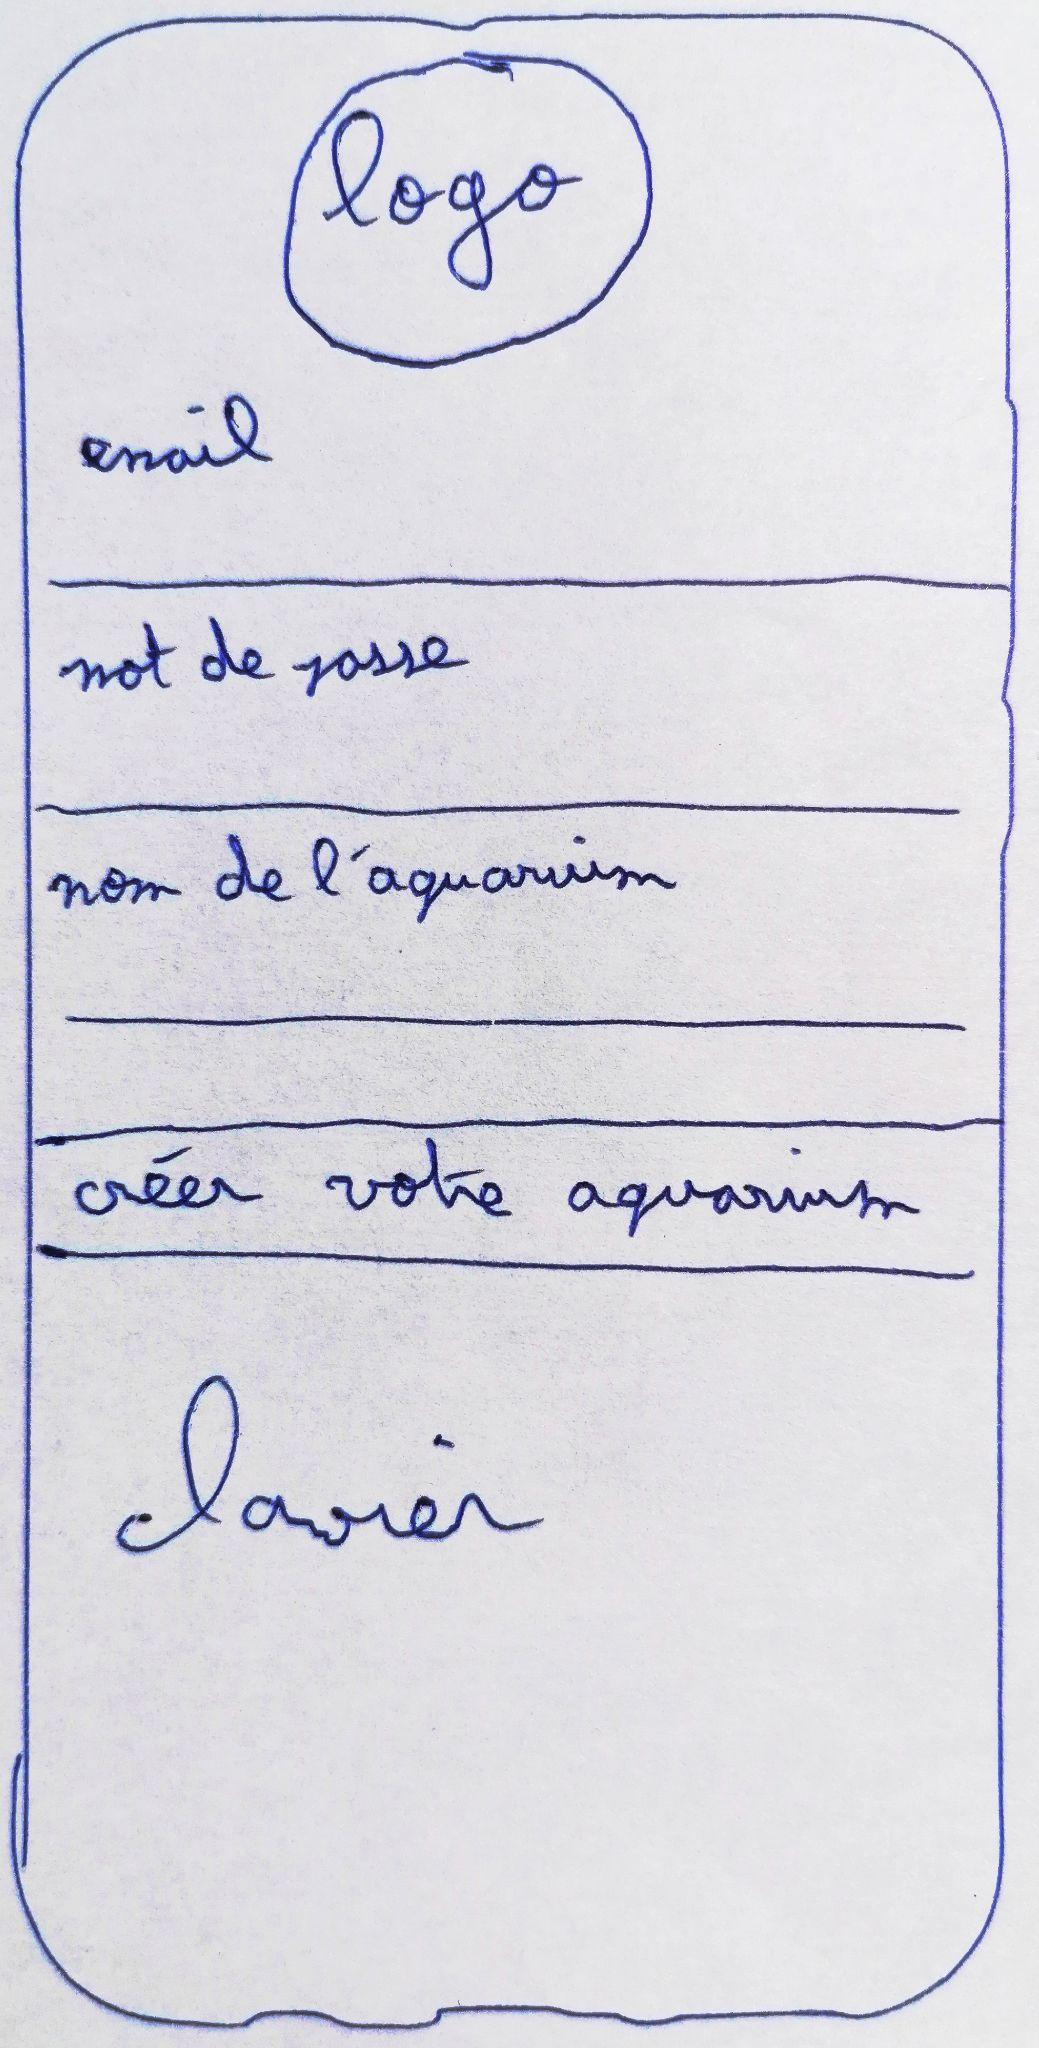 logo
email
mot de passe
nom de l'aquarium
créer votre aquarium
clavier